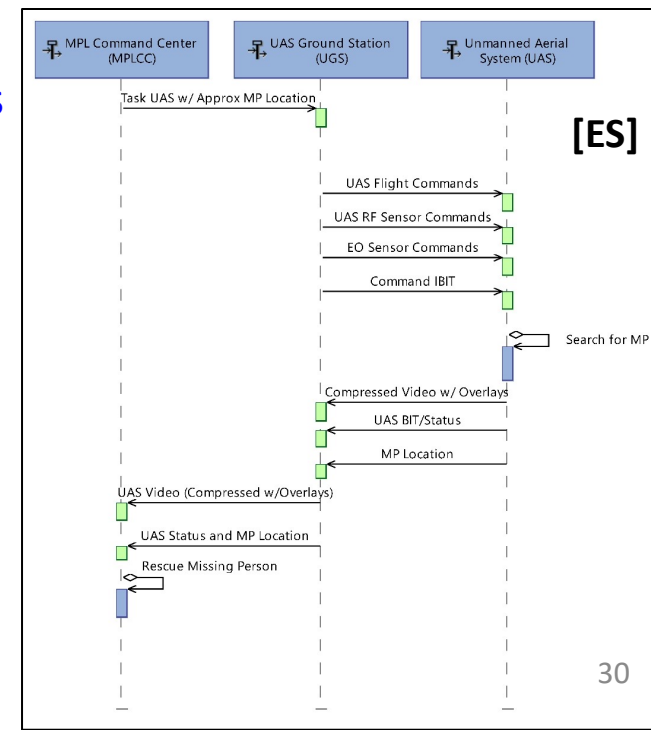 MPL Command Center
(MPLCC)
UAS Ground Station
(UGS)
Unmanned Aerial
System (UAS)
S
Task UAS w/ Approx MP Location
[ES]
UAS Flight Commands
UAS RF Sensor Commands
EO Sensor Commands
Command IBIT
Search for MP
Compressed Video w/ Overlays
UAS BIT/Status
MP Location
UAS Video (Compressed w/Overlays)
UAS Status and MP Location
Rescue Missing Person
30